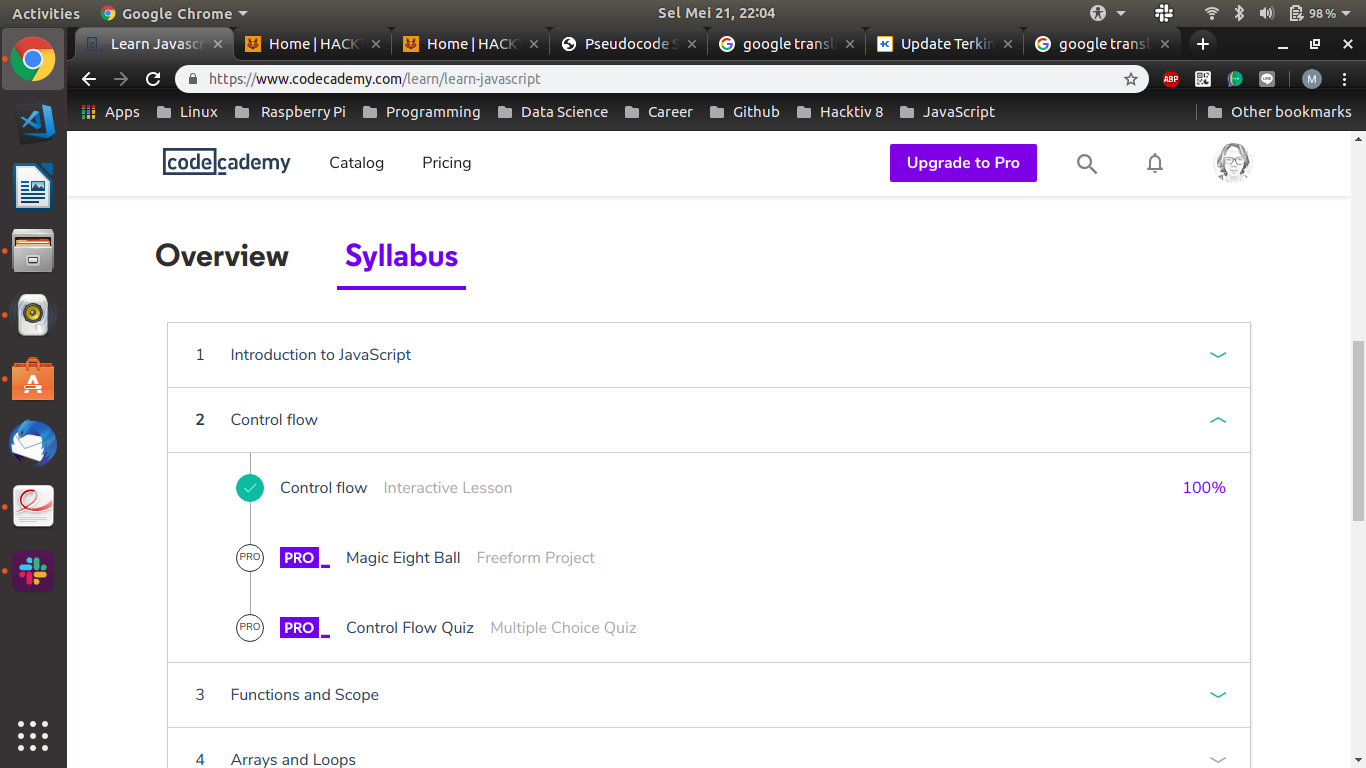 Activities Google Chrome Sel Mei 21, 22:04 98%
Learn Javascr Home | HACKT Home | HACKT Pseudocode S google transl Update Terkin google transl
https://www.codecademy.com/learn/learn-javascript ABP M
Apps Linux Raspberry Pi Programming Data Science Career Github Hacktiv 8 JavaScript Other bookmarks
codecademy Catalog Pricing Upgrade to Pro
Overview Syllabus
1 Introduction to JavaScript
2 Control flow
Control flow Interactive Lesson 100%
PRO PRO_ Magic Eight Ball Freeform Project
PRO PRO_ Control Flow Quiz Multiple Choice Quiz
3 Functions and Scope
4 Arrays and Loops